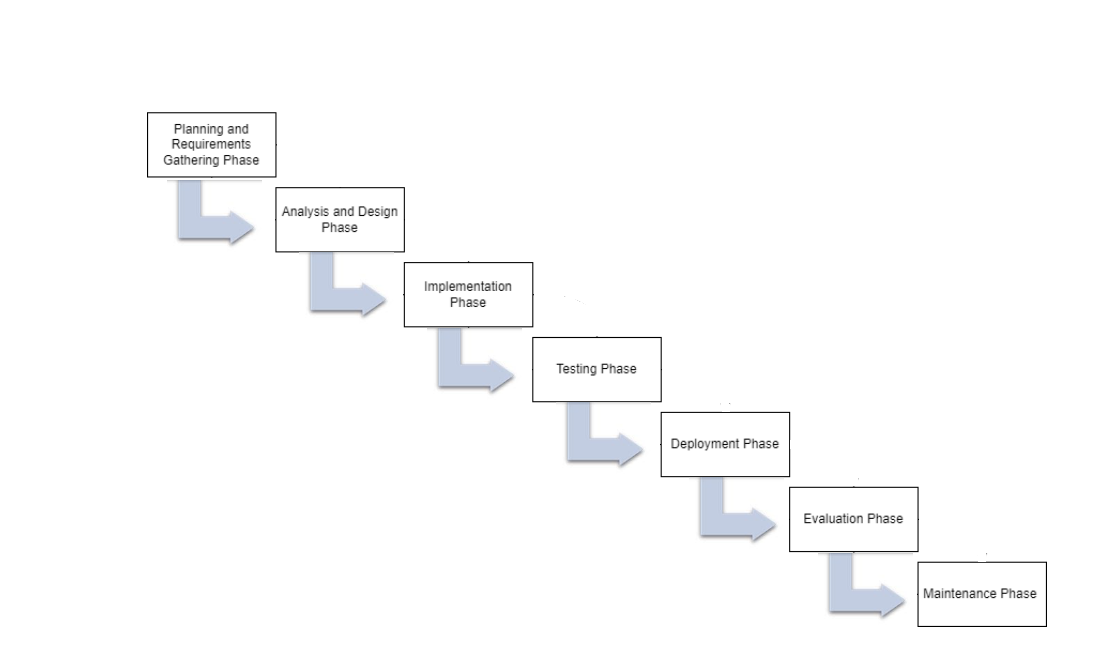 Planning and
Requirements
Gathering Phase
Analysis and Design
Phase
Implementation
Phase
Testing Phase
Deployment Phase
Evaluation Phase
Maintenance Phase